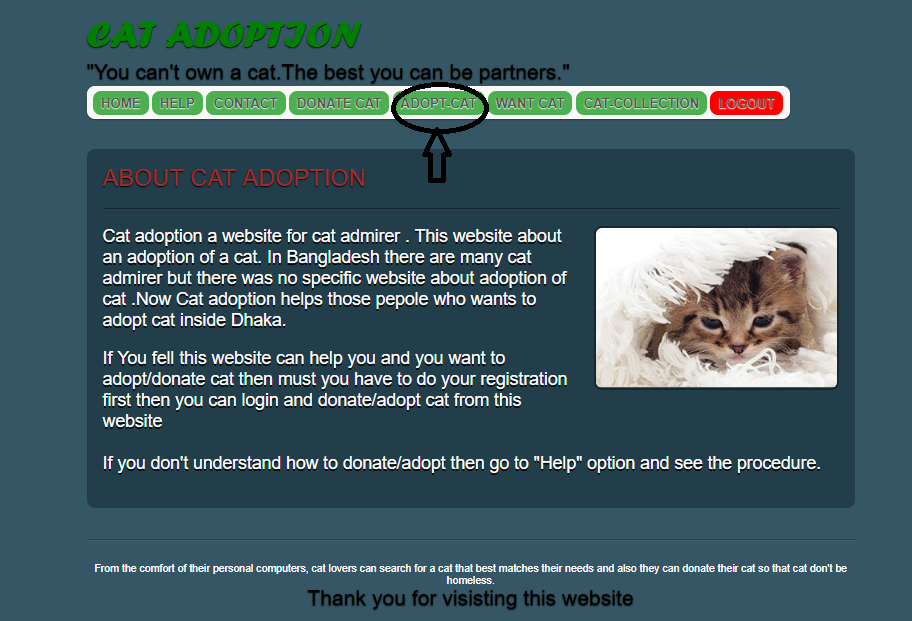 CAT ADOPTION
"You can't own a cat.The best you can be partners."
HOME HELP CONTACT DONATE CAT ADOPT-CAT WANT CAT CAT-COLLECTION LOGOUT
ABOUT CAT ADOPTION
Cat adoption a website for cat admirer . This website about
an adoption of a cat. In Bangladesh there are many cat
admirer but there was no specific website about adoption of
cat .Now Cat adoption helps those pepole who wants to
adopt cat inside Dhaka.
If You fell this website can help you and you want to
adopt/donate cat then must you have to do your registration
first then you can login and donate/adopt cat from this
website
If you don't understand how to donate/adopt then go to "Help" option and see the procedure.
From the comfort of their personal computers, cat lovers can search for a cat that best matches their needs and also they can donate their cat so that cat don't be
homeless.
Thank you for visisting this website